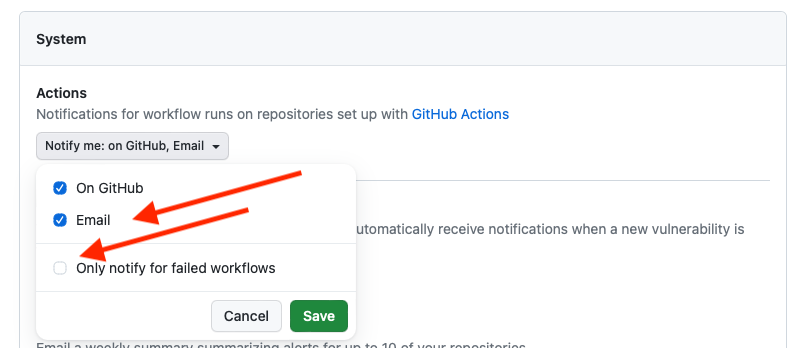 System
Actions
Notifications for workflow runs on repositories set up with GitHub Actions
Notify me: on GitHub, Email
On GitHub
Email
utomatically receive notifications when a new vulnerability is
Only notify for failed workflows
Cancel Save
Email a weekly summary summarizing alerts for up to 10 of your repositories.